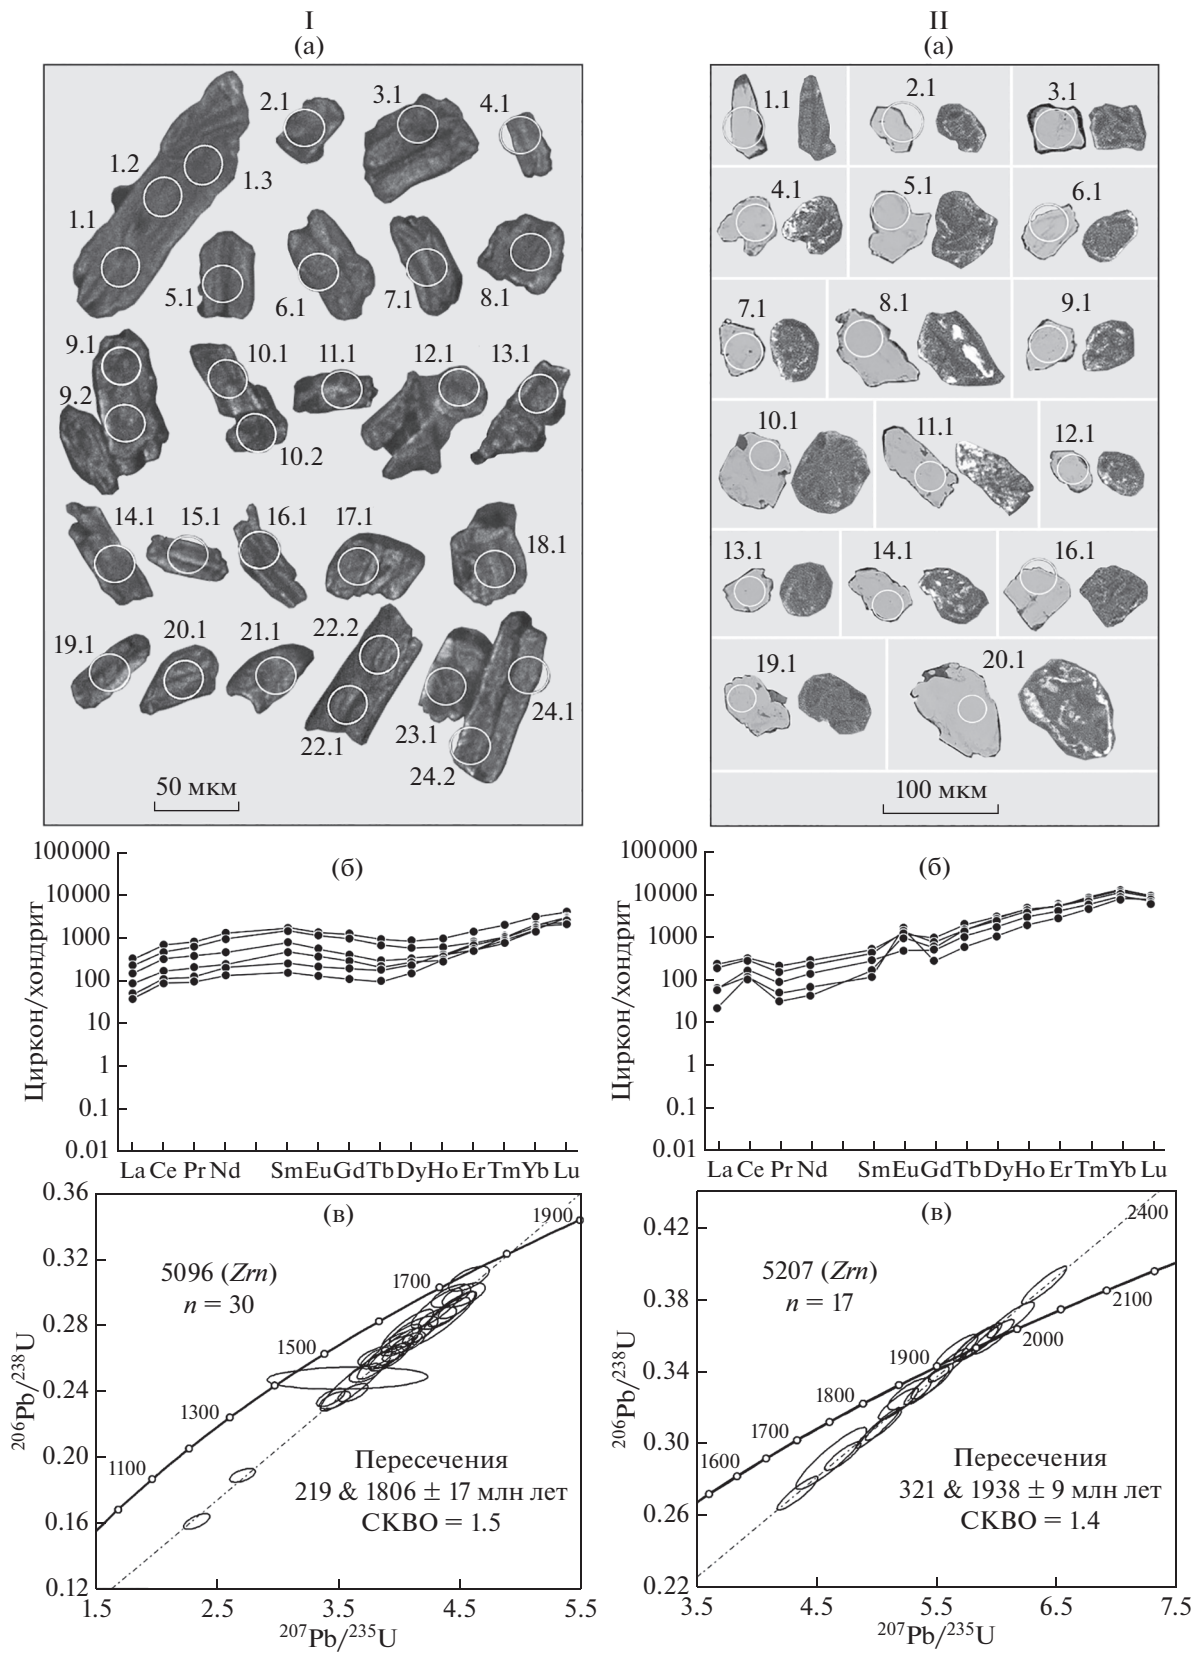 I
(а)
1.1
1.2
1.3
2.1
3.1
4.1
5.1
6.1
7.1
8.1
9.1
9.2
10.1
10.2
11.1
12.1
13.1
14.1
15.1
16.1
17.1
18.1
19.1
20.1
21.1
22.2
22.1
23.1
24.1
24.2
50 мкм
II
(а)
1.1
2.1
3.1
4.1
5.1
6.1
7.1
8.1
9.1
10.1
11.1
12.1
13.1
14.1
16.1
19.1
20.1
100 мкм
(б)
Циркон/хондрит
100000
10000
1000
100
10
1
0.1
0.01
La Ce Pr Nd Sm Eu Gd Tb Dy Ho Er Tm Yb Lu
(б)
Циркон/хондрит
100000
10000
1000
100
10
1
0.1
0.01
La Ce Pr Nd Sm Eu Gd Tb Dy Ho Er Tm Yb Lu
(в)
²⁰⁶Pb/²³⁸U
0.36
0.32
0.28
0.24
0.20
0.16
0.12
1900
1700
1500
1300
1100
5096 (Zrn)
n = 30
Пересечения
219 & 1806 ± 17 млн лет
СКВО = 1.5
1.5 2.5 3.5 4.5 5.5
²⁰⁷Pb/²³⁵U
(в)
²⁰⁶Pb/²³⁸U
0.42
0.38
0.34
0.30
0.26
0.22
2400
2100
2000
1900
1800
1700
1600
5207 (Zrn)
n = 17
Пересечения
321 & 1938 ± 9 млн лет
СКВО = 1.4
3.5 4.5 5.5 6.5 7.5
²⁰⁷Pb/²³⁵U